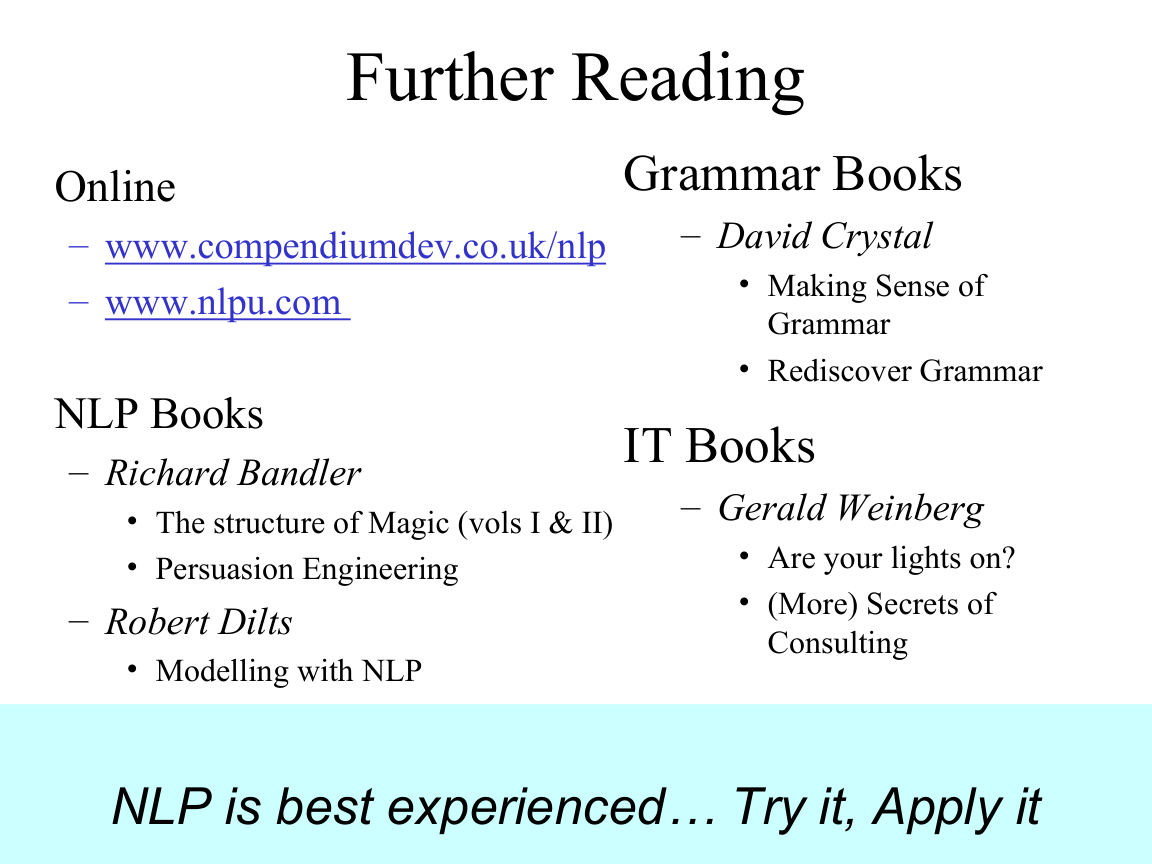 Further Reading
Online
– www.compendiumdev.co.uk/nlp
– www.nlpu.com
NLP Books
– Richard Bandler
• The structure of Magic (vols I & II)
• Persuasion Engineering
– Robert Dilts
• Modelling with NLP
Grammar Books
– David Crystal
• Making Sense of
Grammar
• Rediscover Grammar
IT Books
– Gerald Weinberg
• Are your lights on?
• (More) Secrets of
Consulting
NLP is best experienced… Try it, Apply it